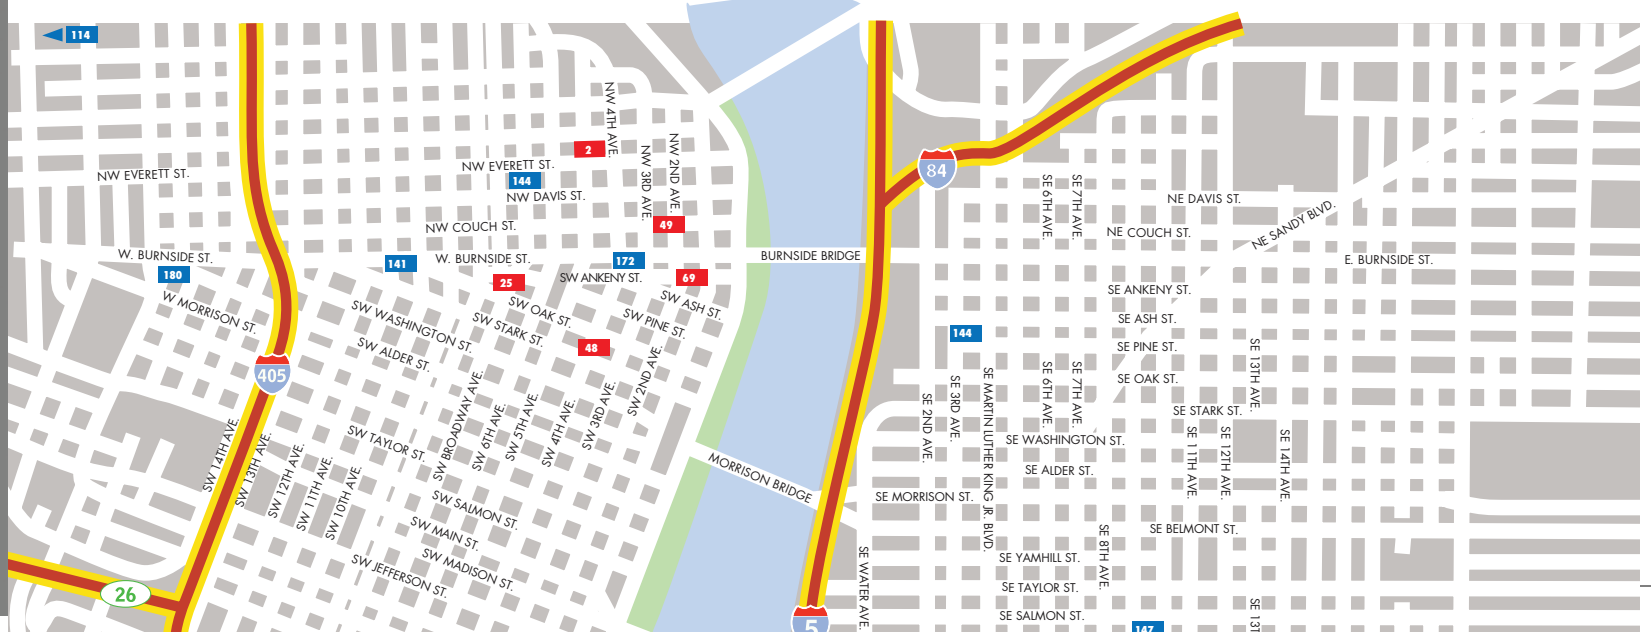 114
NW 4TH AVE.
2
NW EVERETT ST.
NW EVERETT ST.
144
NW DAVIS ST.
NW 3RD AVE.
NW 2ND AVE.
49
NW COUCH ST.
W. BURNSIDE ST.
180
141
W. BURNSIDE ST.
172
25
SW ANKENY ST.
69
BURNSIDE BRIDGE
84
SE 6TH AVE.
SE 7TH AVE.
NE DAVIS ST.
NE COUCH ST.
NE SANDY BLVD.
E. BURNSIDE ST.
W MORRISON ST.
SW WASHINGTON ST.
SW ALDER ST.
SW STARK ST.
SW OAK ST.
SW ASH ST.
SW PINE ST.
48
SE ANKENY ST.
SE ASH ST.
144
SE PINE ST.
SE OAK ST.
SE 13TH AVE.
405
SW 14TH AVE.
SW 13TH AVE.
SW 12TH AVE.
SW 11TH AVE.
SW 10TH AVE.
SW TAYLOR ST.
SW BROADWAY AVE.
SW 6TH AVE.
SW 5TH AVE.
SW 4TH AVE.
SW 3RD AVE.
SW 2ND AVE.
MORRISON BRIDGE
SE 2ND AVE.
SE 3RD AVE.
SE MARTIN LUTHER KING JR. BLVD.
SE 6TH AVE.
SE 7TH AVE.
SE STARK ST.
SE WASHINGTON ST.
SE ALDER ST.
SE 11TH AVE.
SE 12TH AVE.
SE 14TH AVE.
SE MORRISON ST.
SE BELMONT ST.
SW SALMON ST.
SW MAIN ST.
SW MADISON ST.
SW JEFFERSON ST.
SE WATER AVE.
SE YAMHILL ST.
SE 8TH AVE.
SE TAYLOR ST.
SE SALMON ST.
26
5
147
SE 13T